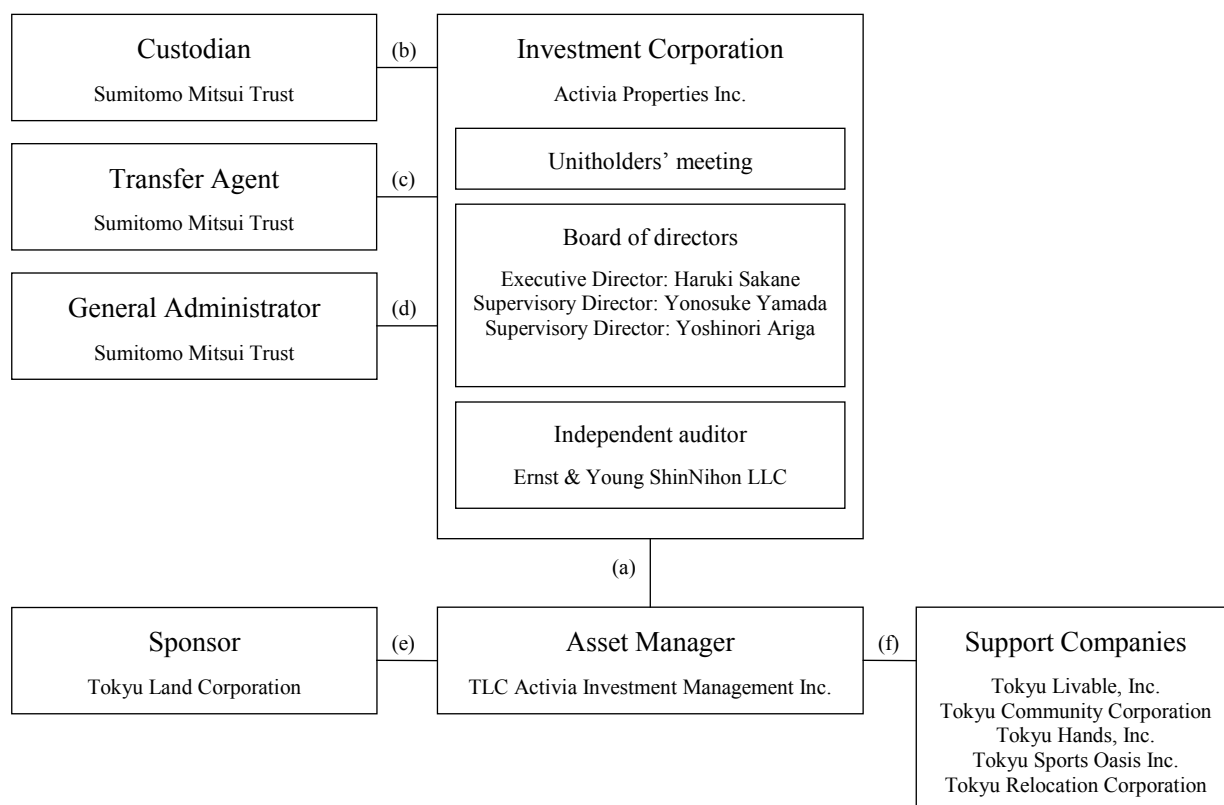 Custodian
Sumitomo Mitsui Trust
(b)
Investment Corporation
Activia Properties Inc.
Unitholders’ meeting
Transfer Agent
Sumitomo Mitsui Trust
(c)
Board of directors
Executive Director: Haruki Sakane
Supervisory Director: Yonosuke Yamada
Supervisory Director: Yoshinori Ariga
General Administrator
Sumitomo Mitsui Trust
(d)
Independent auditor
Ernst & Young ShinNihon LLC
(a)
Sponsor
Tokyu Land Corporation
(e)
Asset Manager
TLC Activia Investment Management Inc.
(f)
Support Companies
Tokyu Livable, Inc.
Tokyu Community Corporation
Tokyu Hands, Inc.
Tokyu Sports Oasis Inc.
Tokyu Relocation Corporation